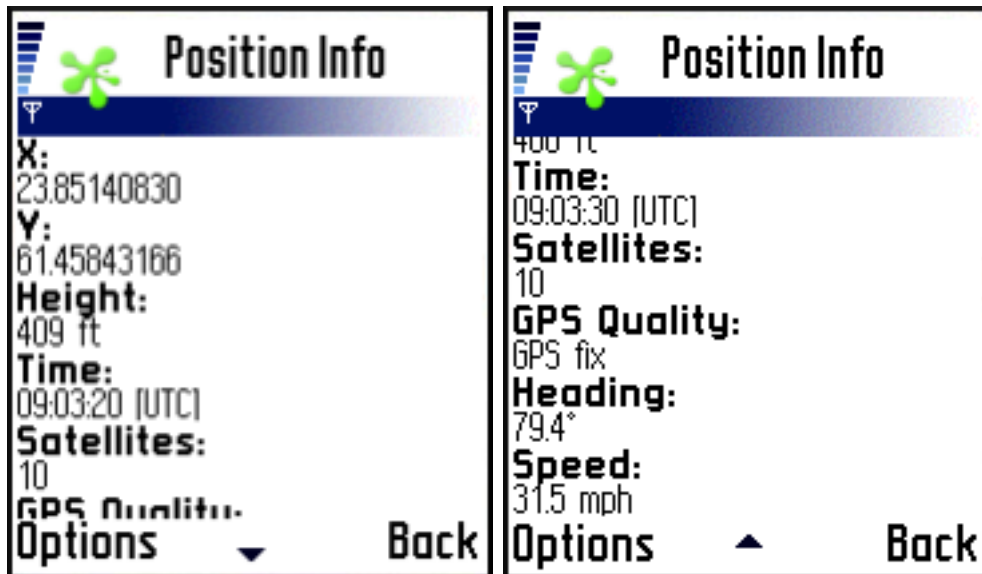 Position Info
X:
23.85140830
Y:
61.45843166
Height:
409 ft
Time:
09:03:20 (UTC)
Satellites:
10
GPS Quality:
Options
Back
Position Info
Time:
09:03:30 (UTC)
Satellites:
10
GPS Quality:
GPS fix
Heading:
79.4°
Speed:
31.5 mph
Options
Back